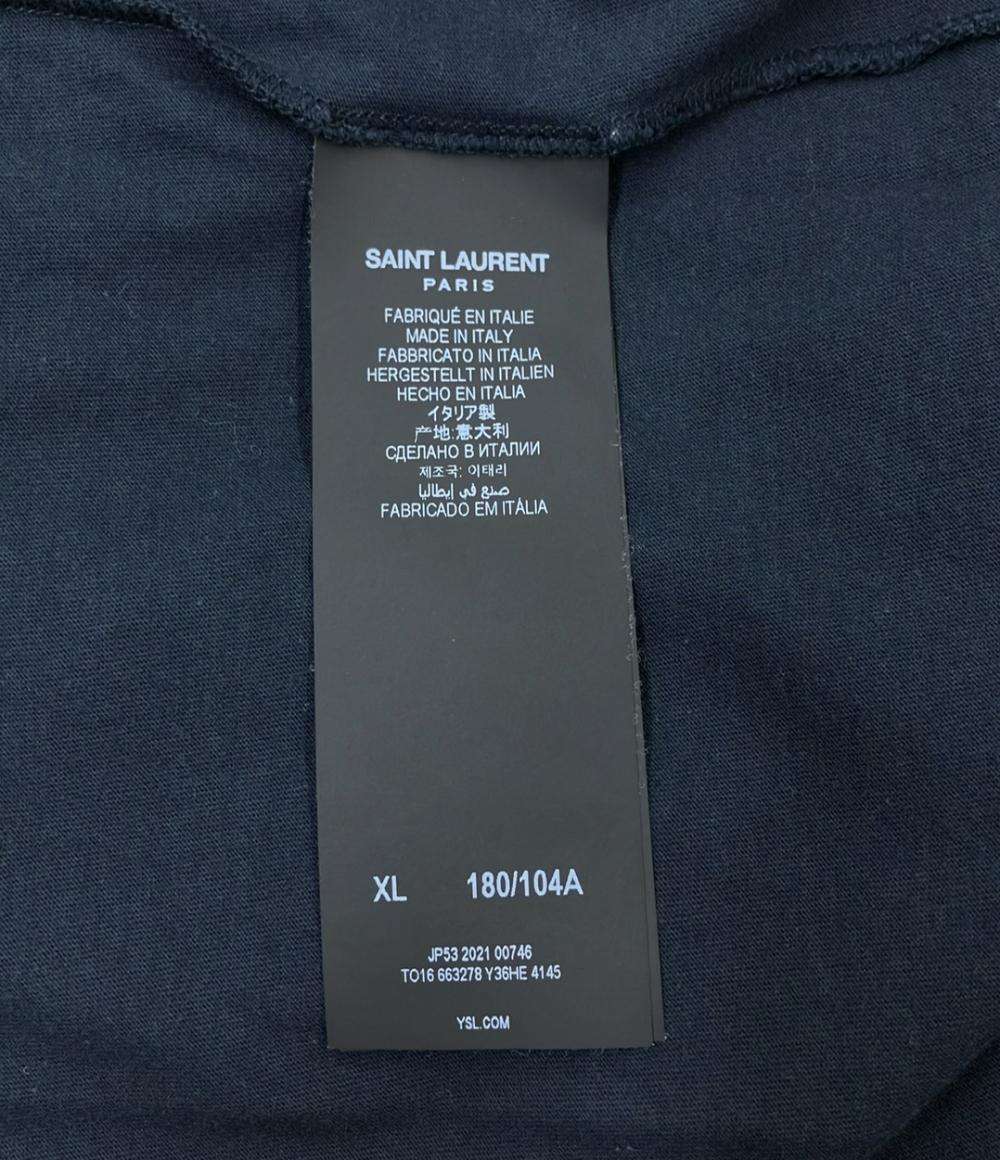 SAINT LAURENT
PARIS
FABRIQUÉ EN ITALIE
MADE IN ITALY
FABBRICATO IN ITALIA
HERGESTELLT IN ITALIEN
HECHO EN ITALIA
イタリア製
产地:意大利
СДЕЛАНО В ИТАЛИИ
제조국: 이태리
صنع في إيطاليا
FABRICADO EM ITÁLIA
XL 180/104A
JP53 2021 00746
TO16 663278 Y36HE 4145
YSL.COM